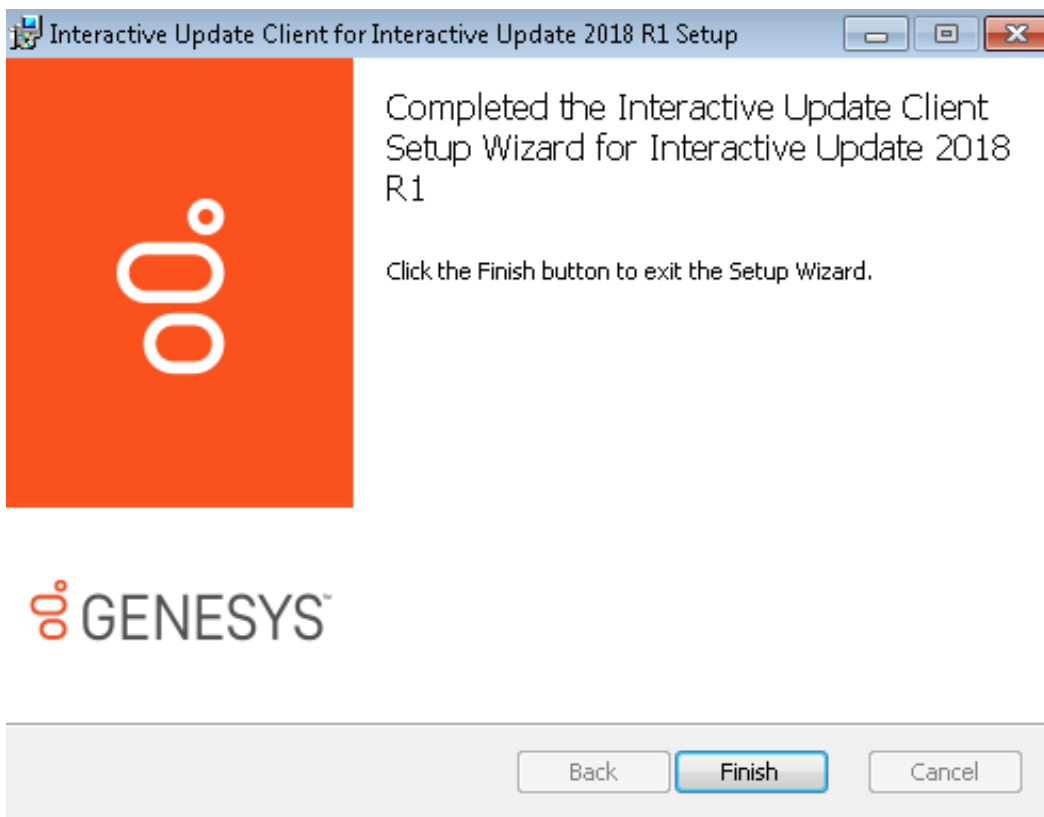 Interactive Update Client for Interactive Update 2018 R1 Setup
Completed the Interactive Update Client
Setup Wizard for Interactive Update 2018
R1
Click the Finish button to exit the Setup Wizard.
GENESYS™
Back Finish Cancel